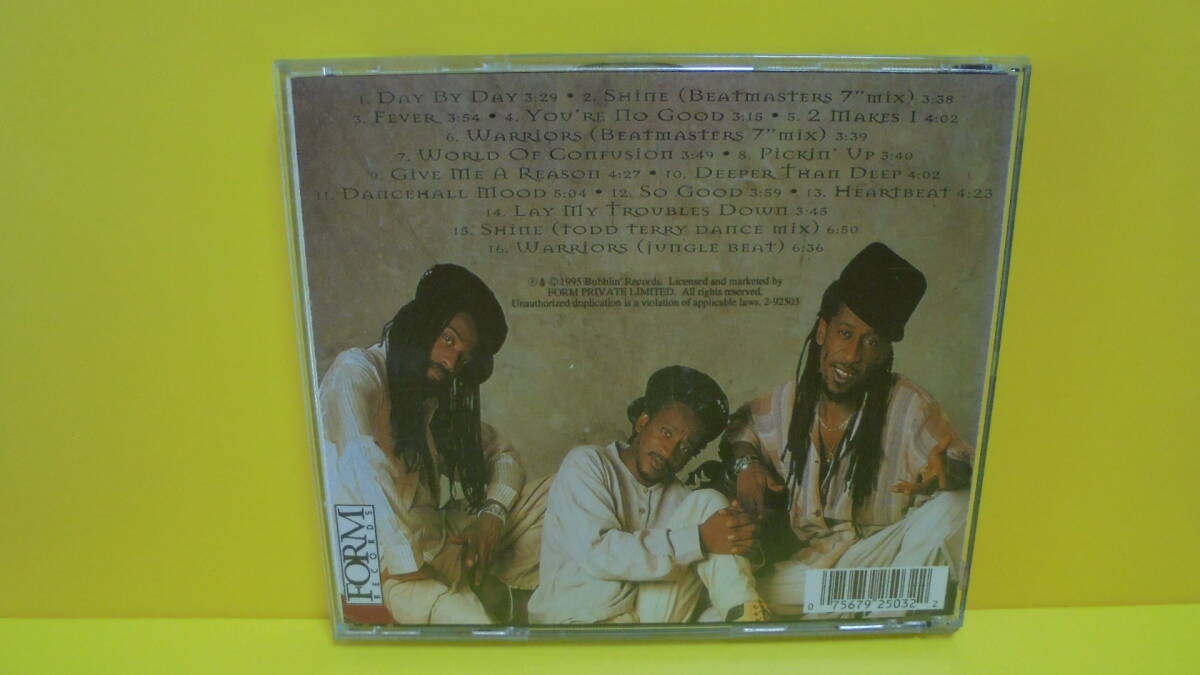 1. Day By Day 3:29 • 2. Shine (Beatmasters 7" mix) 3:38
3. Fever 3:54 • 4. You're No Good 3:15 • 5. 2 Makes 1 4:02
6. Warriors (Beatmasters 7" mix) 3:39
7. World Of Confusion 3:49 • 8. Pickin' Up 3:40
9. Give Me A Reason 4:27 • 10. Deeper Than Deep 4:02
11. Dancehall Mood 5:04 • 12. So Good 3:59 • 13. Heartbeat 4:23
14. Lay My Troubles Down 3:45
15. Shine (Todd Terry Dance Mix) 6:50
16. Warriors (Jungle Beat) 6:36
℗ & © 1995 Bubblin' Records. Licensed and marketed by
FORM PRIVATE LIMITED. All rights reserved.
Unauthorized duplication is a violation of applicable laws. 2-92503
FORM
RECORDS
0 75679 25032 2